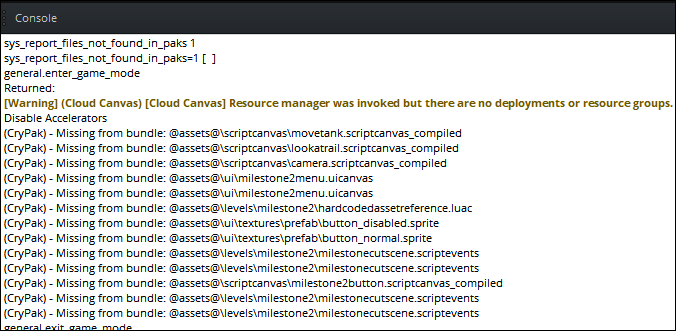 Console
sys_report_files_not_found_in_paks 1
sys_report_files_not_found_in_paks=1 [  ]
general.enter_game_mode
Returned:
[Warning] (Cloud Canvas) [Cloud Canvas] Resource manager was invoked but there are no deployments or resource groups.
Disable Accelerators
(CryPak) - Missing from bundle: @assets@\scriptcanvas\movetank.scriptcanvas_compiled
(CryPak) - Missing from bundle: @assets@\scriptcanvas\lookatrail.scriptcanvas_compiled
(CryPak) - Missing from bundle: @assets@\scriptcanvas\camera.scriptcanvas_compiled
(CryPak) - Missing from bundle: @assets@\ui\milestone2menu.uicanvas
(CryPak) - Missing from bundle: @assets@\ui\milestone2menu.uicanvas
(CryPak) - Missing from bundle: @assets@\levels\milestone2\hardcodedassetreference.luac
(CryPak) - Missing from bundle: @assets@\ui\textures\prefab\button_disabled.sprite
(CryPak) - Missing from bundle: @assets@\ui\textures\prefab\button_normal.sprite
(CryPak) - Missing from bundle: @assets@\levels\milestone2\milestonecutscene.scriptevents
(CryPak) - Missing from bundle: @assets@\levels\milestone2\milestonecutscene.scriptevents
(CryPak) - Missing from bundle: @assets@\scriptcanvas\milestone2button.scriptcanvas_compiled
(CryPak) - Missing from bundle: @assets@\levels\milestone2\milestonecutscene.scriptevents
(CryPak) - Missing from bundle: @assets@\levels\milestone2\milestonecutscene.scriptevents
general.exit_game_mode